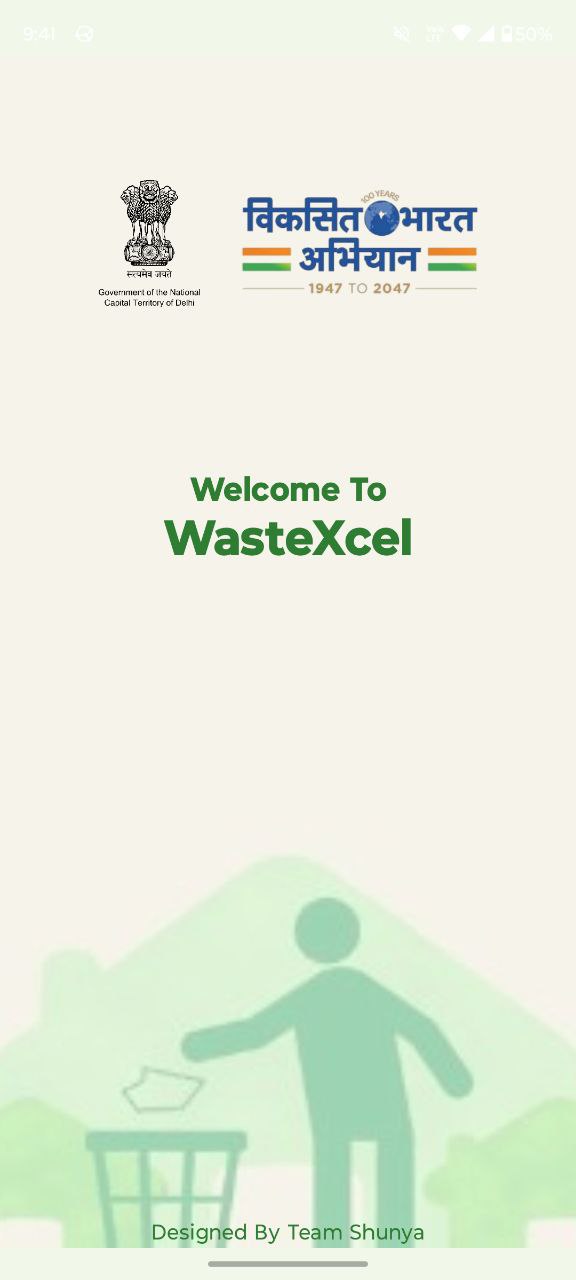 9:41
50%
सत्यमेव जयते
Government of the National
Capital Territory of Delhi
100 YEARS
विकसित भारत
अभियान
1947 TO 2047
Welcome To
WasteXcel
Designed By Team Shunya